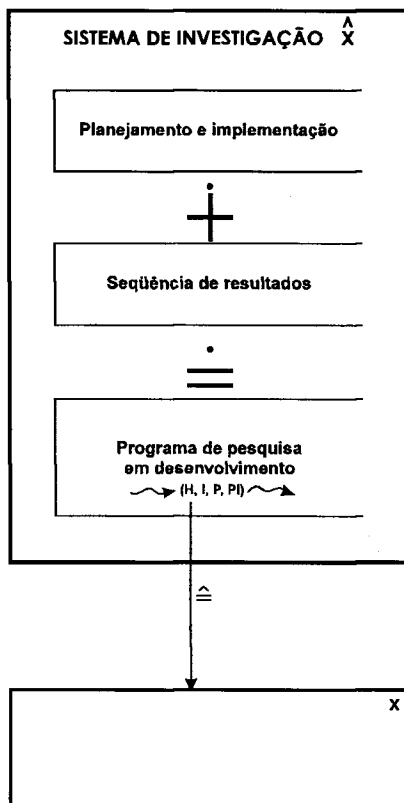 SISTEMA DE INVESTIGAÇÃO X̂
Planejamento e implementação
∔
Seqüência de resultados
≐
Programa de pesquisa
em desenvolvimento
(H, I, P, PI)
≙
X